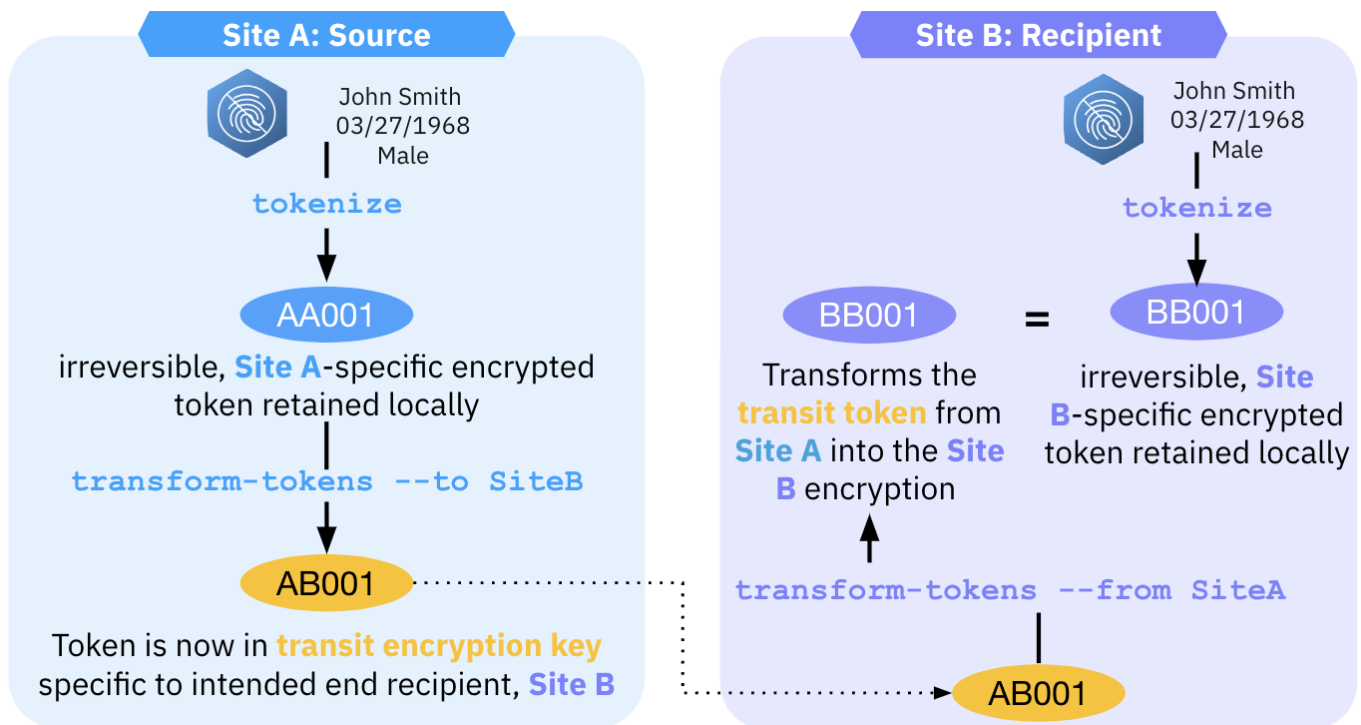 Site A: Source
John Smith
03/27/1968
Male
tokenize
AA001
irreversible, Site A-specific encrypted
token retained locally
transform-tokens --to SiteB
AB001
Token is now in transit encryption key
specific to intended end recipient, Site B
Site B: Recipient
John Smith
03/27/1968
Male
tokenize
BB001
=
BB001
Transforms the
transit token from
Site A into the Site
B encryption
irreversible, Site
B-specific encrypted
token retained locally
transform-tokens --from SiteA
AB001